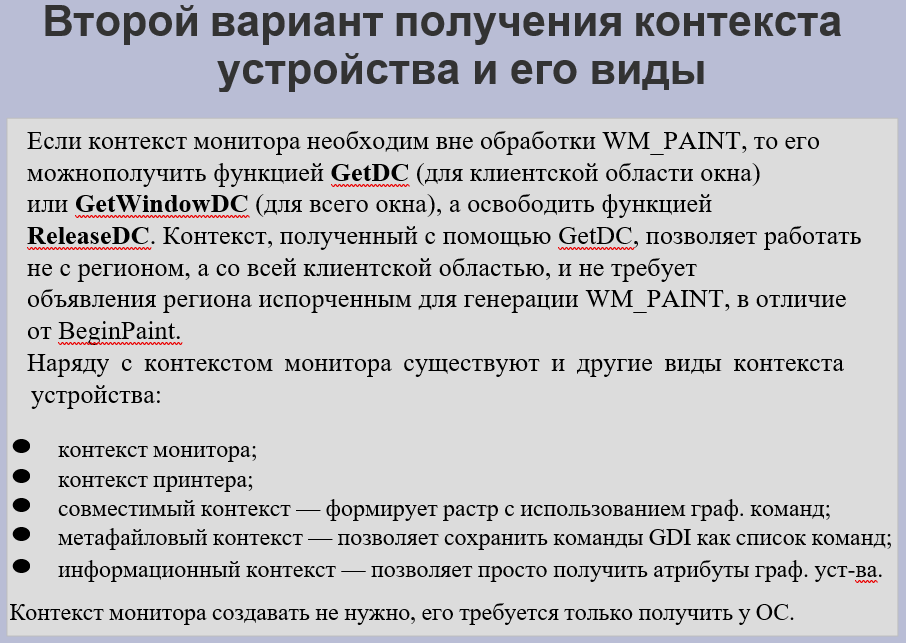 Второй вариант получения контекста
устройства и его виды
Если контекст монитора необходим вне обработки WM_PAINT, то его
можнополучить функцией GetDC (для клиентской области окна)
или GetWindowDC (для всего окна), а освободить функцией
ReleaseDC. Контекст, полученный с помощью GetDC, позволяет работать
не с регионом, а со всей клиентской областью, и не требует
объявления региона испорченным для генерации WM_PAINT, в отличие
от BeginPaint.
Наряду с контекстом монитора существуют и другие виды контекста
устройства:
● контекст монитора;
● контекст принтера;
● совместимый контекст — формирует растр с использованием граф. команд;
● метафайловый контекст — позволяет сохранить команды GDI как список команд;
● информационный контекст — позволяет просто получить атрибуты граф. уст-ва.
Контекст монитора создавать не нужно, его требуется только получить у ОС.